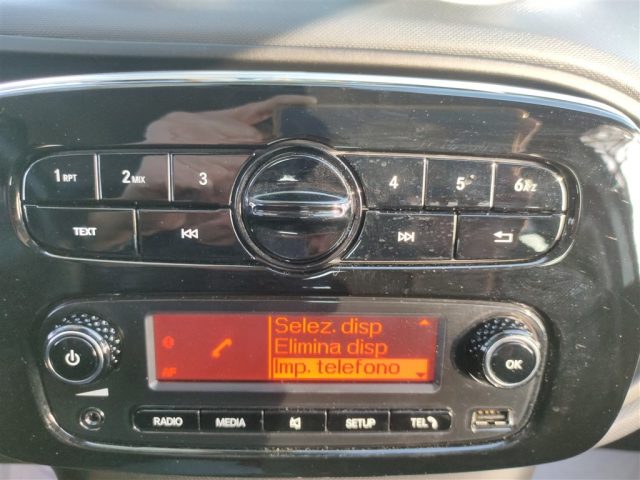 1 RPT
2 MIX
3
4
5
6
TEXT
Selez. disp
Elimina disp
Imp. telefono
AF
OK
RADIO
MEDIA
SETUP
TEL